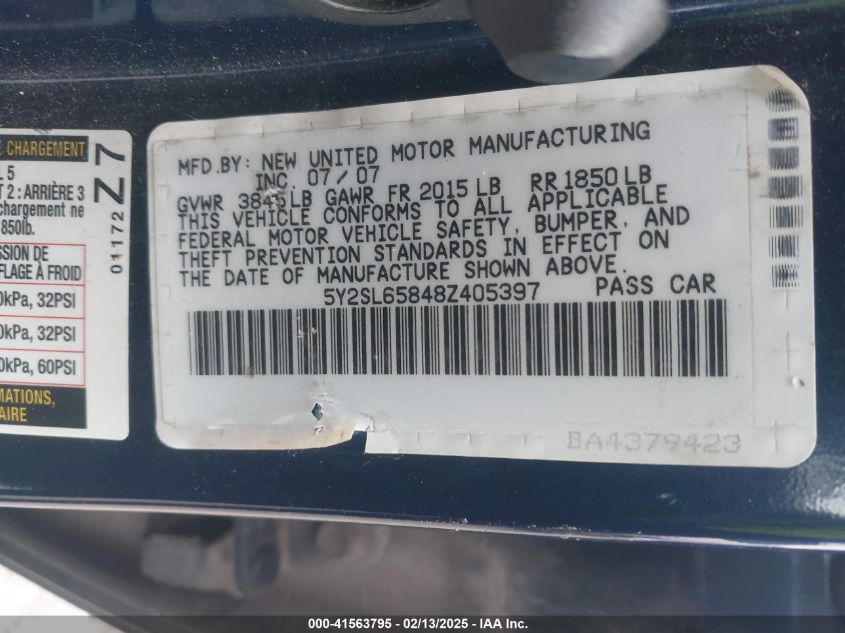 CHARGEMENT
L 5
T 2 : ARRIÈRE 3
chargement ne
850lb.
SSION DE
FLAGE À FROID
0kPa, 32PSI
0kPa, 32PSI
0kPa, 60PSI
MATIONS,
AIRE
Z 7
01172
MFD.BY: NEW UNITED MOTOR MANUFACTURING
INC. 07 / 07
GVWR 3845LB GAWR FR 2015 LB RR 1850 LB
THIS VEHICLE CONFORMS TO ALL APPLICABLE
FEDERAL MOTOR VEHICLE SAFETY, BUMPER, AND
THEFT PREVENTION STANDARDS IN EFFECT ON
THE DATE OF MANUFACTURE SHOWN ABOVE.
5Y2SL65848Z405397 PASS CAR
BA4379423
000-41563795 - 02/13/2025 - IAA Inc.